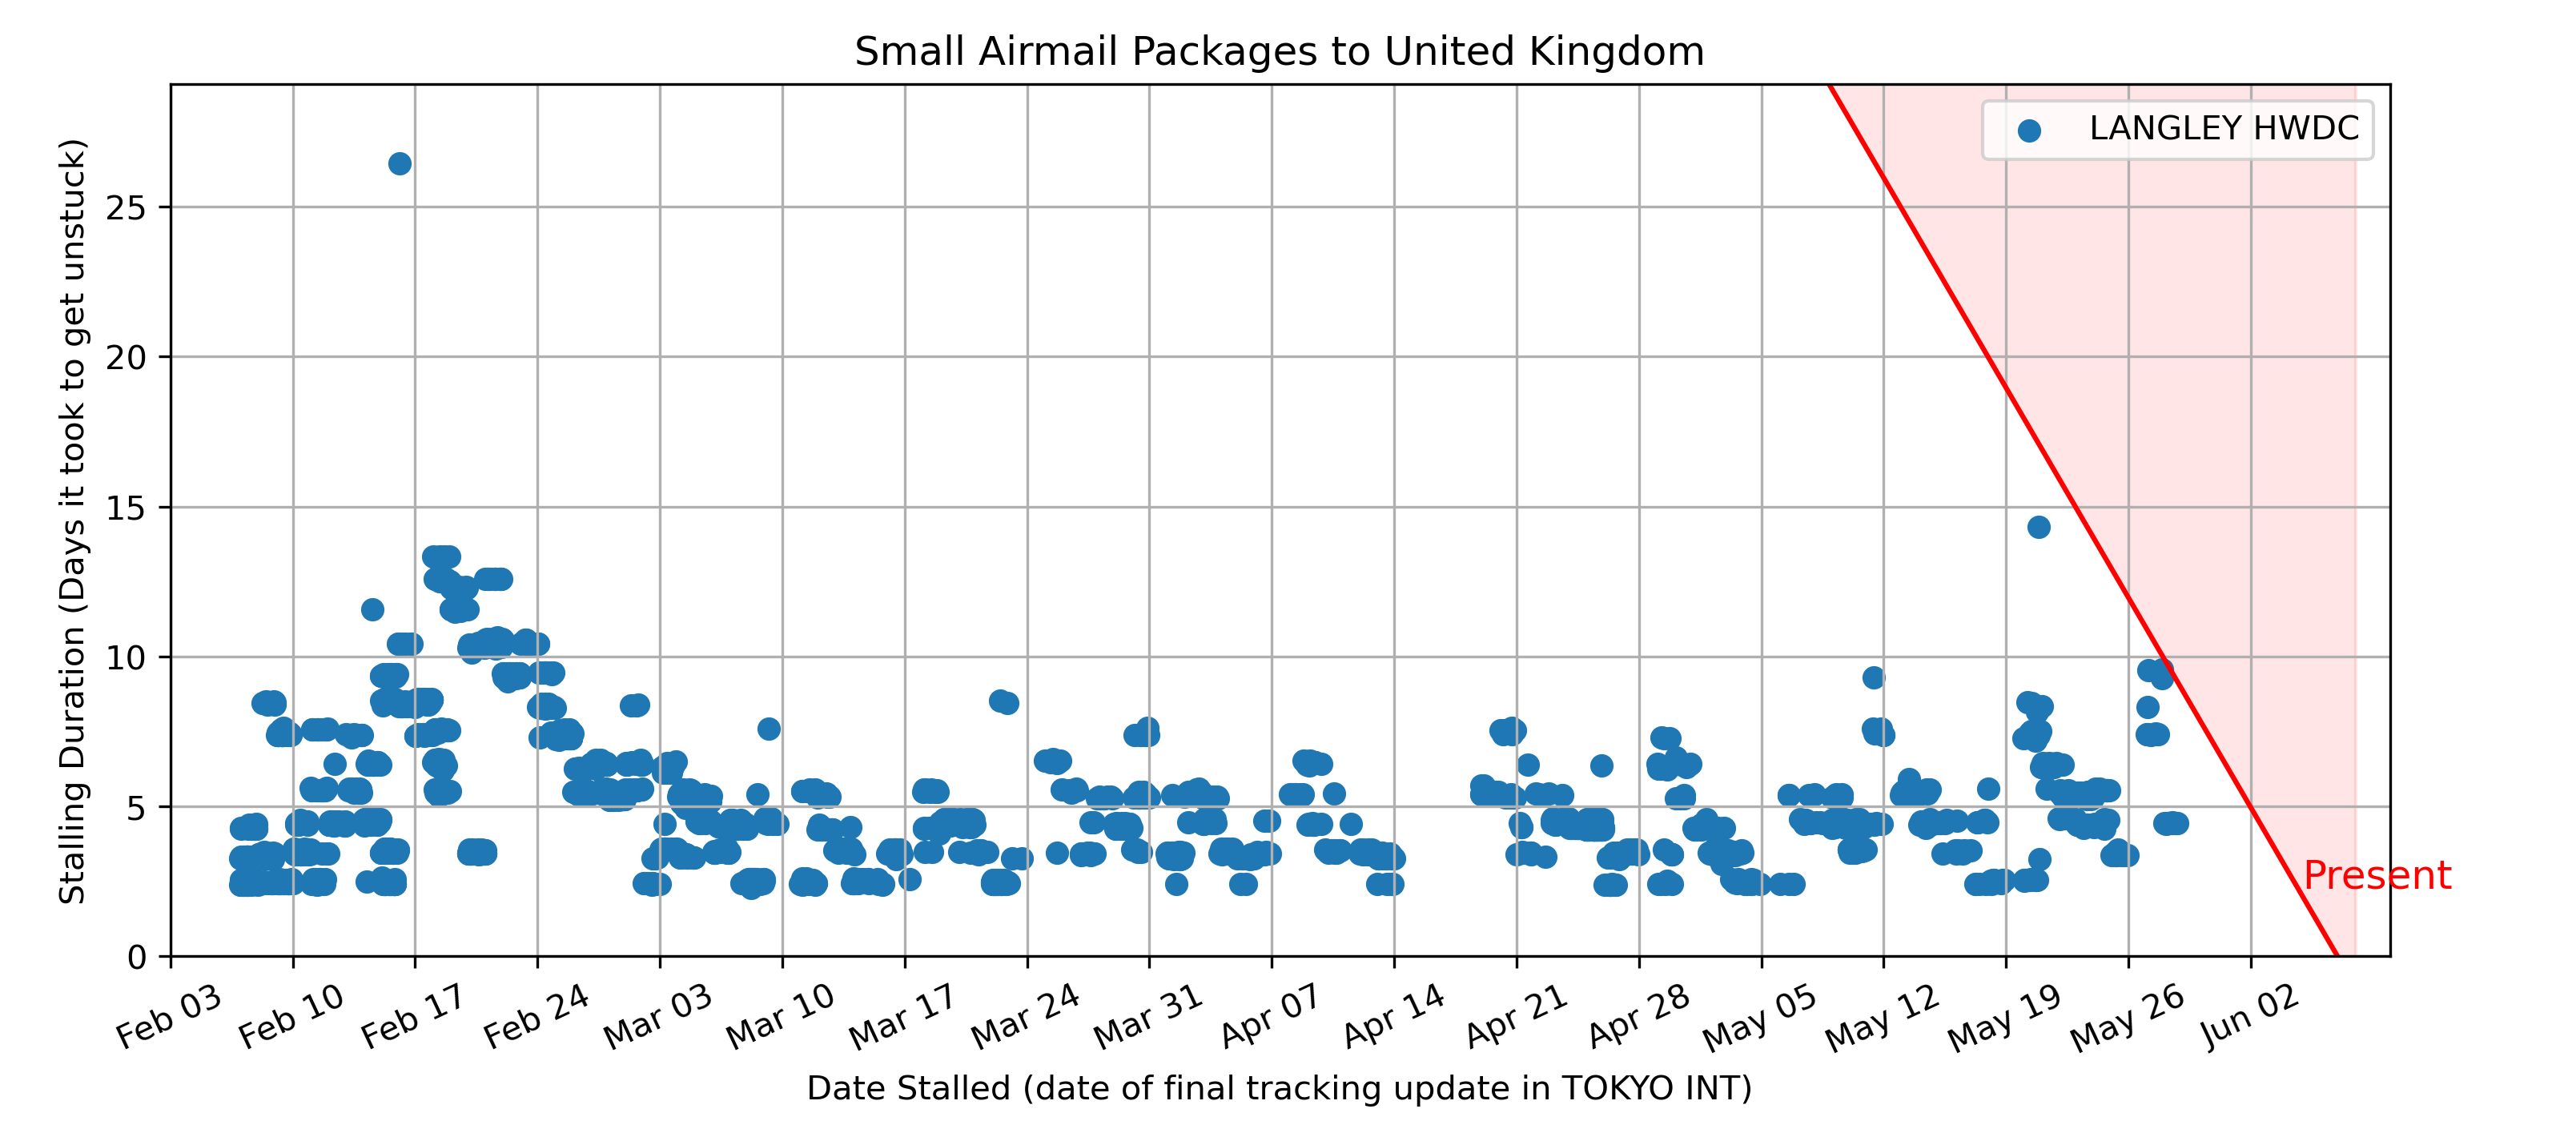 Small Airmail Packages to United Kingdom
LANGLEY HWDC
Stalling Duration (Days it took to get unstuck)
25
20
15
10
5
0
Present
Feb 03
Feb 10
Feb 17
Feb 24
Mar 03
Mar 10
Mar 17
Mar 24
Mar 31
Apr 07
Apr 14
Apr 21
Apr 28
May 05
May 12
May 19
May 26
Jun 02
Date Stalled (date of final tracking update in TOKYO INT)